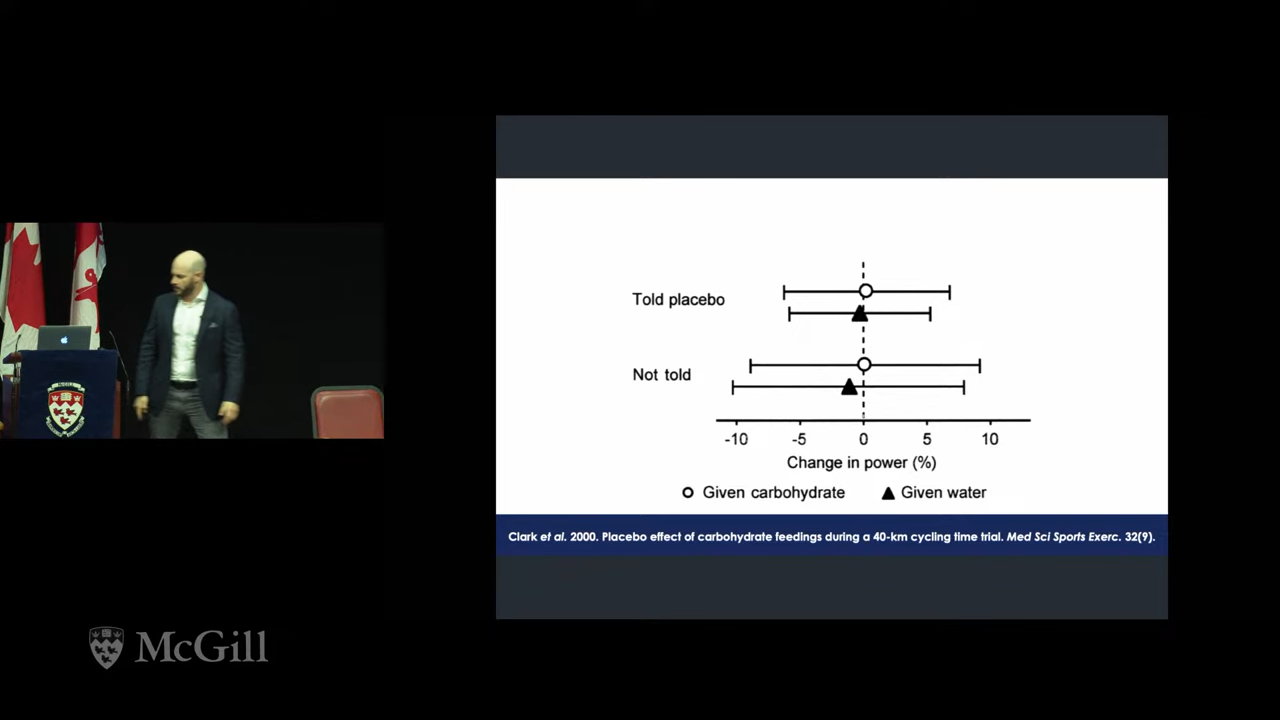 Told placebo
Not told
-10 -5 0 5 10
Change in power (%)
Given carbohydrate Given water
Clark et al. 2000. Placebo effect of carbohydrate feedings during a 40-km cycling time trial. Med Sci Sports Exerc. 32(9).
McGILL
McGill